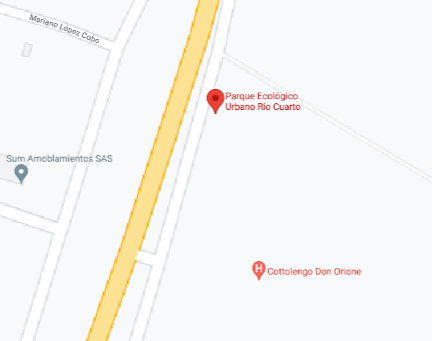 Mariano López Cobo
Parque Ecológico
Urbano Río Cuarto
Sum Amoblamientos SAS
H
Cottolengo Don Orione